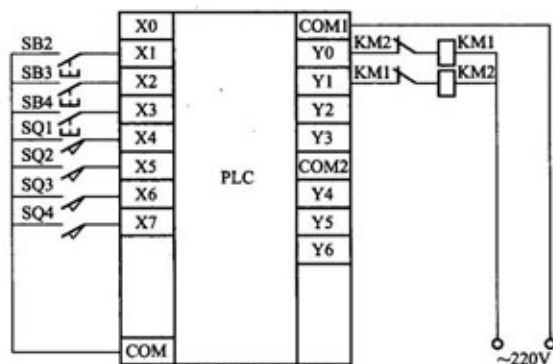 X0 COM1
SB2 X1 Y0 KM2 KM1
SB3 X2 Y1 KM1 KM2
SB4 X3 Y2
SQ1 X4 Y3
SQ2 X5 PLC COM2
SQ3 X6 Y4
SQ4 X7 Y5
Y6
COM
~220V